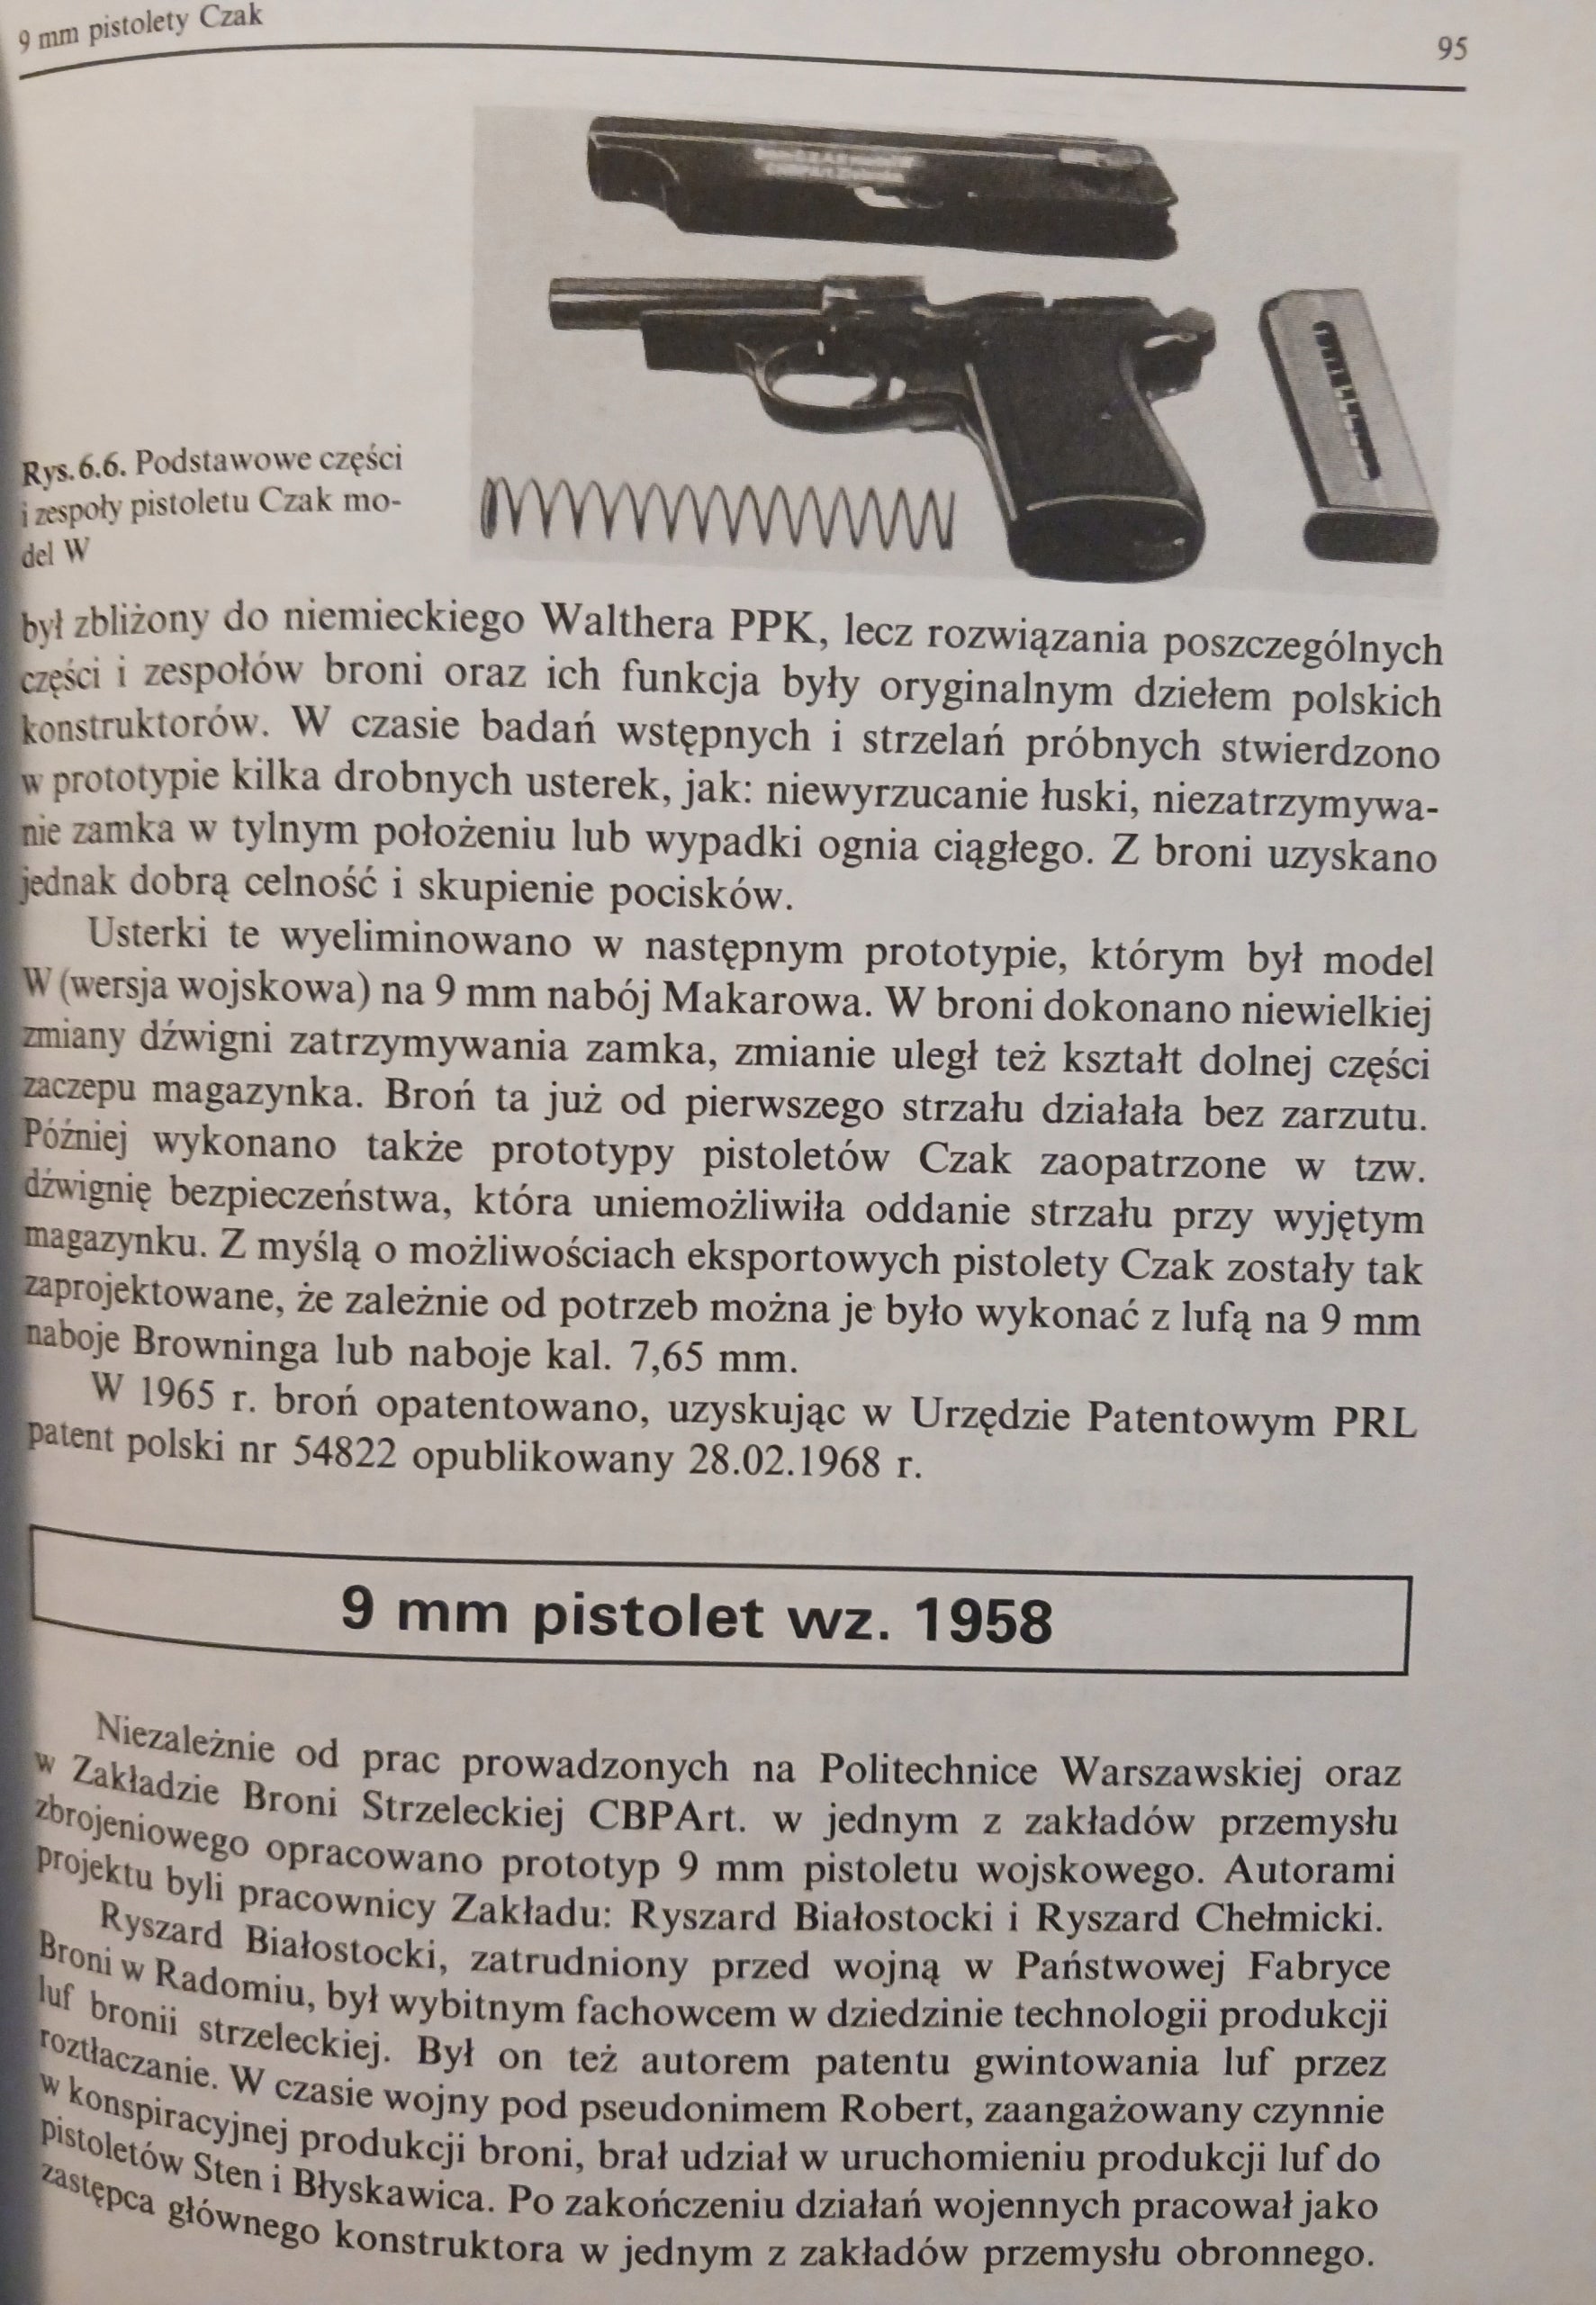 9 mm pistolety Czak
95
Rys. 6.6. Podstawowe części
i zespoły pistoletu Czak mo-
del W
był zbliżony do niemieckiego Walthera PPK, lecz rozwiązania poszczególnych
części i zespołów broni oraz ich funkcja były oryginalnym dziełem polskich
konstruktorów. W czasie badań wstępnych i strzelań próbnych stwierdzono
w prototypie kilka drobnych usterek, jak: niewyrzucanie łuski, niezatrzymywa-
nie zamka w tylnym położeniu lub wypadki ognia ciągłego. Z broni uzyskano
jednak dobrą celność i skupienie pocisków.
Usterki te wyeliminowano w następnym prototypie, którym był model
W (wersja wojskowa) na 9 mm nabój Makarowa. W broni dokonano niewielkiej
zmiany dźwigni zatrzymywania zamka, zmianie uległ też kształt dolnej części
zaczepu magazynka. Broń ta już od pierwszego strzału działała bez zarzutu.
Później wykonano także prototypy pistoletów Czak zaopatrzone w tzw.
dźwignię bezpieczeństwa, która uniemożliwiła oddanie strzału przy wyjętym
magazynku. Z myślą o możliwościach eksportowych pistolety Czak zostały tak
zaprojektowane, że zależnie od potrzeb można je było wykonać z lufą na 9 mm
naboje Browninga lub naboje kal. 7,65 mm.
W 1965 r. broń opatentowano, uzyskując w Urzędzie Patentowym PRL
patent polski nr 54822 opublikowany 28.02.1968 r.
9 mm pistolet wz. 1958
Niezależnie od prac prowadzonych na Politechnice Warszawskiej oraz
w Zakładzie Broni Strzeleckiej CBPArt. w jednym z zakładów przemysłu
zbrojeniowego opracowano prototyp 9 mm pistoletu wojskowego. Autorami
projektu byli pracownicy Zakładu: Ryszard Białostocki i Ryszard Chełmicki.
Ryszard Białostocki, zatrudniony przed wojną w Państwowej Fabryce
Broni w Radomiu, był wybitnym fachowcem w dziedzinie technologii produkcji
luf bronii strzeleckiej. Był on też autorem patentu gwintowania luf przez
roztłaczanie. W czasie wojny pod pseudonimem Robert, zaangażowany czynnie
w konspiracyjnej produkcji broni, brał udział w uruchomieniu produkcji luf do
pistoletów Sten i Błyskawica. Po zakończeniu działań wojennych pracował jako
zastępca głównego konstruktora w jednym z zakładów przemysłu obronnego.